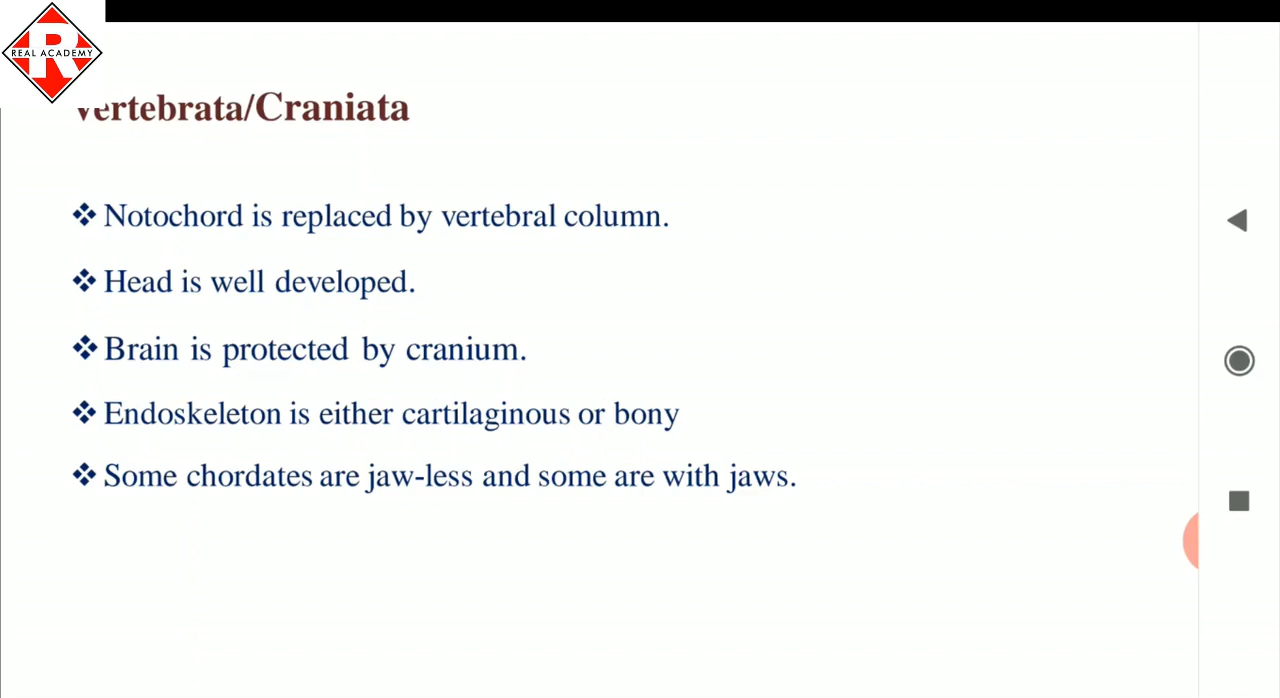 REAL ACADEMY
Vertebrata/Craniata
❖ Notochord is replaced by vertebral column.
❖ Head is well developed.
❖ Brain is protected by cranium.
❖ Endoskeleton is either cartilaginous or bony
❖ Some chordates are jaw-less and some are with jaws.